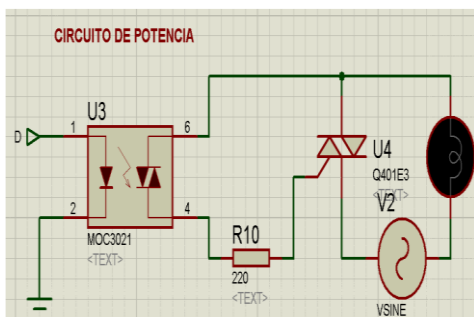 CIRCUITO DE POTENCIA
U3
D
1
6
2
4
MOC3021
<TEXT>
R10
220
<TEXT>
U4
Q401E3
<TEXT>
V2
VSINE